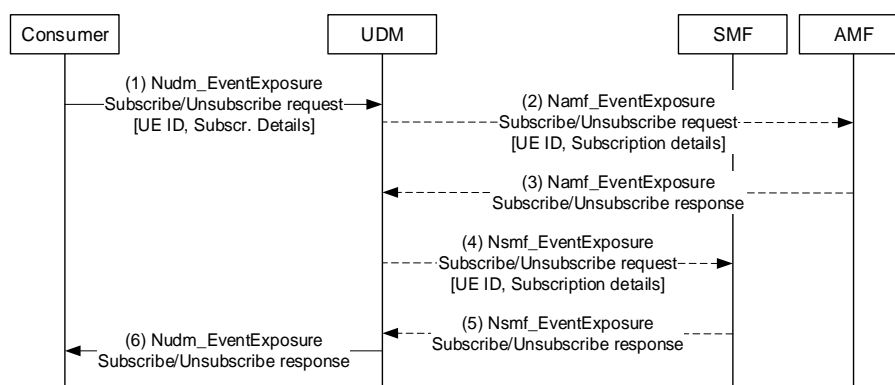 Consumer
UDM
SMF
AMF
(1) Nudm_EventExposure
Subscribe/Unsubscribe request
[UE ID, Subscr. Details]
(2) Namf_EventExposure
Subscribe/Unsubscribe request
[UE ID, Subscription details]
(3) Namf_EventExposure
Subscribe/Unsubscribe response
(4) Nsmf_EventExposure
Subscribe/Unsubscribe request
[UE ID, Subscription details]
(5) Nsmf_EventExposure
Subscribe/Unsubscribe response
(6) Nudm_EventExposure
Subscribe/Unsubscribe response